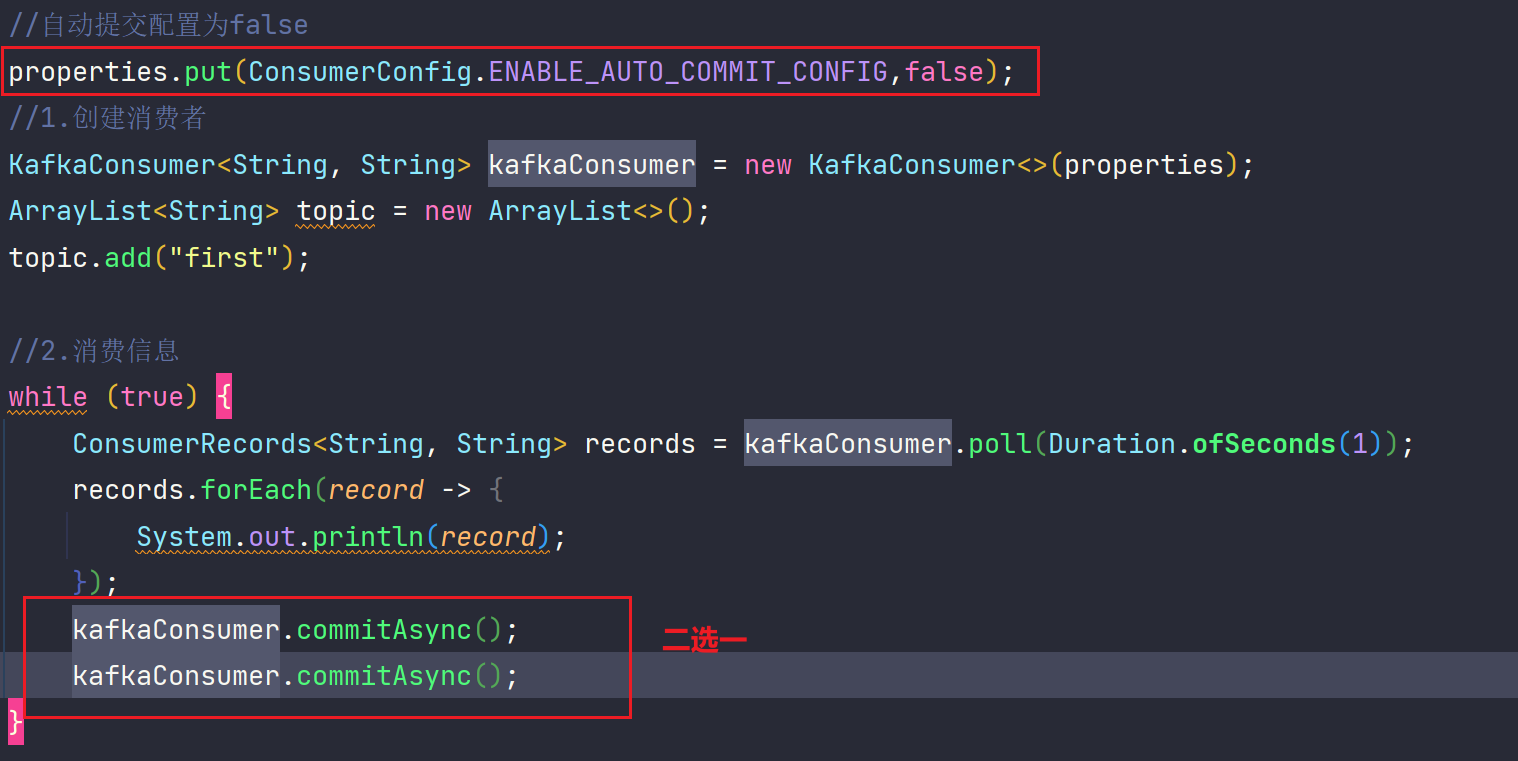 //自动提交配置为false
properties.put(ConsumerConfig.ENABLE_AUTO_COMMIT_CONFIG,false);
//1.创建消费者
KafkaConsumer<String, String> kafkaConsumer = new KafkaConsumer<>(properties);
ArrayList<String> topic = new ArrayList<>();
topic.add("first");
//2.消费信息
while (true) {
    ConsumerRecords<String, String> records = kafkaConsumer.poll(Duration.ofSeconds(1));
    records.forEach(record -> {
        System.out.println(record);
    });
    kafkaConsumer.commitAsync();
二选一
    kafkaConsumer.commitAsync();
}